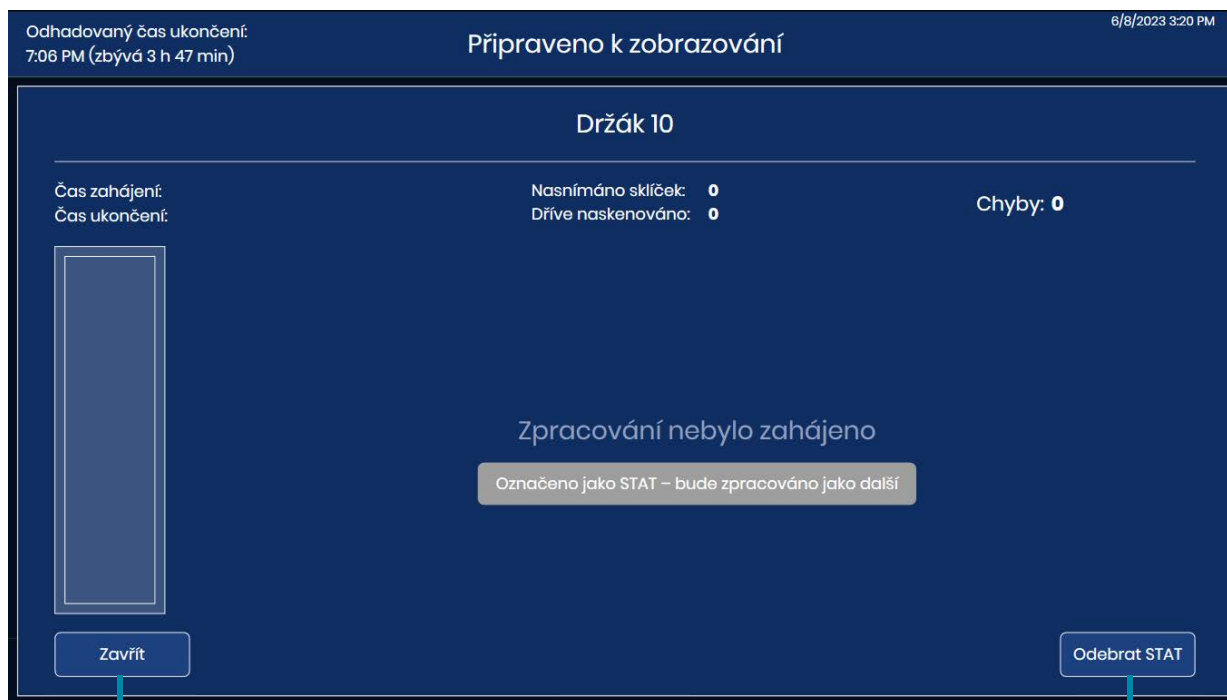 Odhadovaný čas ukončení:
7:06 PM (zbývá 3 h 47 min)
Připraveno k zobrazování
6/8/2023 3:20 PM
Držák 10
Čas zahájení:
Čas ukončení:
Nasnímáno sklíček: 0
Dříve naskenováno: 0
Chyby: 0
Zpracování nebylo zahájeno
Označeno jako STAT – bude zpracováno jako další
Zavřít
Odebrat STAT